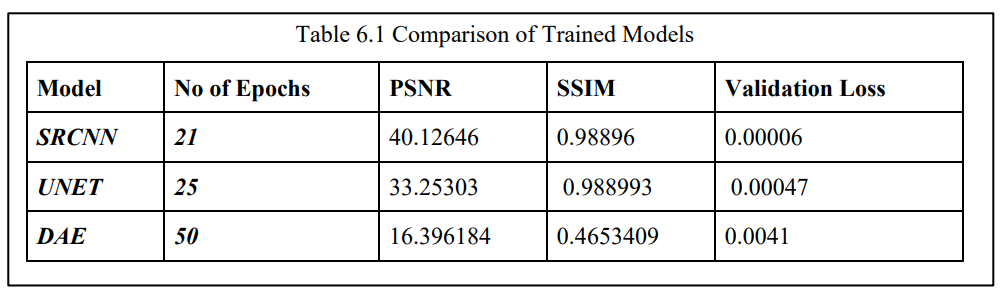 Table 6.1 Comparison of Trained Models
Model No of Epochs PSNR SSIM Validation Loss
SRCNN 21 40.12646 0.98896 0.00006
UNET 25 33.25303 0.988993 0.00047
DAE 50 16.396184 0.4653409 0.0041